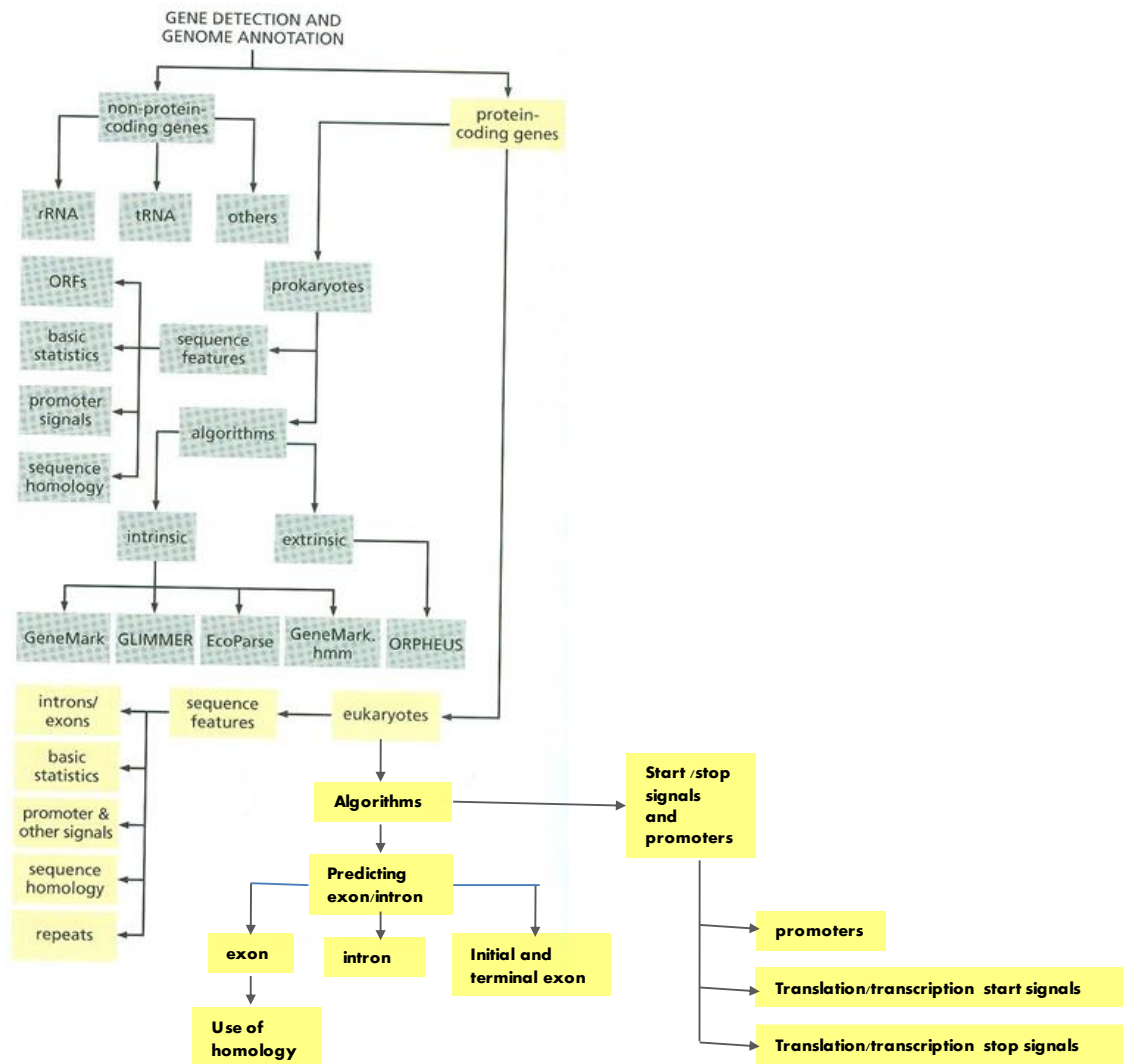 GENE DETECTION AND
GENOME ANNOTATION
non-protein-
coding genes
protein-
coding genes
rRNA
tRNA
others
ORFs
prokaryotes
basic
statistics
sequence
features
promoter
signals
algorithms
sequence
homology
intrinsic
extrinsic
GeneMark
GLIMMER
EcoParse
GeneMark.
hmm
ORPHEUS
introns/
exons
sequence
features
eukaryotes
basic
statistics
promoter &
other signals
sequence
homology
repeats
Algorithms
Start /stop
signals
and
promoters
Predicting
exon/intron
exon
intron
Initial and
terminal exon
Use of
homology
promoters
Translation/transcription start signals
Translation/transcription stop signals